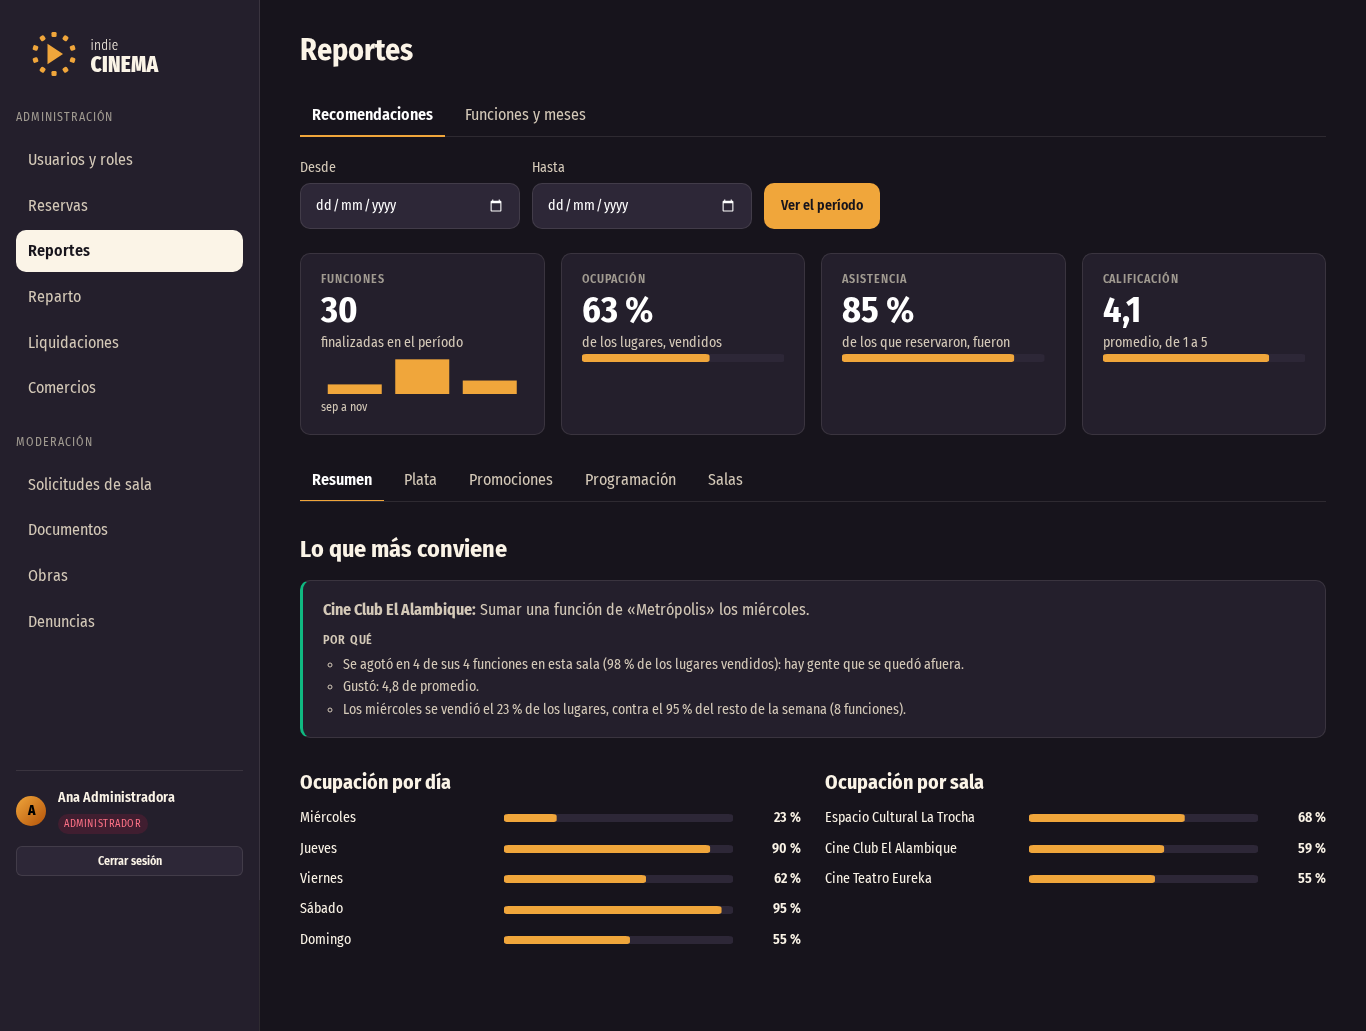 indie
CINEMA
ADMINISTRACIÓN
Usuarios y roles
Reservas
Reportes
Reparto
Liquidaciones
Comercios
MODERACIÓN
Solicitudes de sala
Documentos
Obras
Denuncias
A
Ana Administradora
ADMINISTRADOR
Cerrar sesión
Reportes
Recomendaciones Funciones y meses
Desde Hasta
dd/mm/yyyy dd/mm/yyyy Ver el período
FUNCIONES
30
finalizadas en el período
sep a nov
OCUPACIÓN
63 %
de los lugares, vendidos
ASISTENCIA
85 %
de los que reservaron, fueron
CALIFICACIÓN
4,1
promedio, de 1 a 5
Resumen Plata Promociones Programación Salas
Lo que más conviene
Cine Club El Alambique: Sumar una función de «Metrópolis» los miércoles.
POR QUÉ
Se agotó en 4 de sus 4 funciones en esta sala (98 % de los lugares vendidos): hay gente que se quedó afuera.
Gustó: 4,8 de promedio.
Los miércoles se vendió el 23 % de los lugares, contra el 95 % del resto de la semana (8 funciones).
Ocupación por día
Miércoles 23 %
Jueves 90 %
Viernes 62 %
Sábado 95 %
Domingo 55 %
Ocupación por sala
Espacio Cultural La Trocha 68 %
Cine Club El Alambique 59 %
Cine Teatro Eureka 55 %